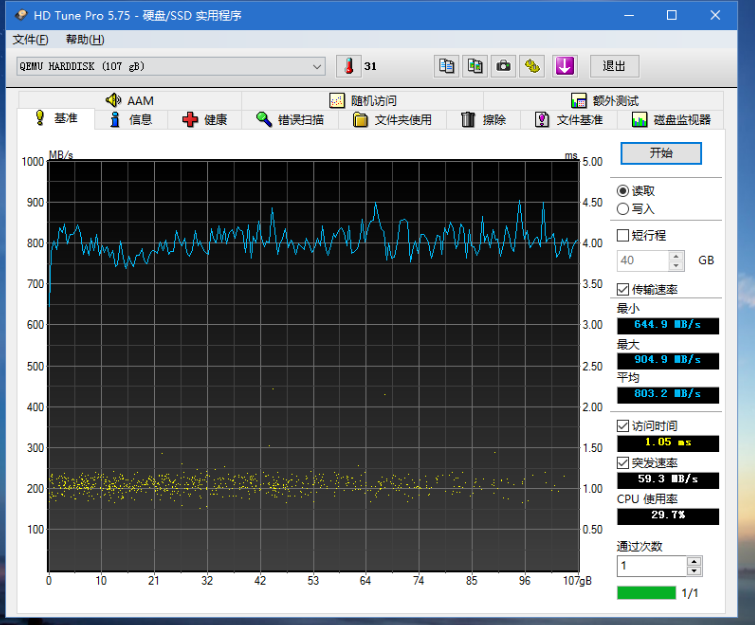 HD Tune Pro 5.75 - 硬盘/SSD 实用程序
文件(F) 帮助(H)
QEMU HARDDISK (107 gB) 31 退出
AAM 随机访问 额外测试
基准 信息 健康 错误扫描 文件夹使用 擦除 文件基准 磁盘监视器
MB/s ms
1000 5.00
900 4.50
800 4.00
700 3.50
600 3.00
500 2.50
400 2.00
300 1.50
200 1.00
100 0.50
0 10 21 32 42 53 64 74 85 96 107gB
开始
读取
写入
短行程
40 GB
传输速率
最小
644.9 MB/s
最大
904.9 MB/s
平均
803.2 MB/s
访问时间
1.05 ms
突发速率
59.3 MB/s
CPU 使用率
29.7%
通过次数
1
1/1